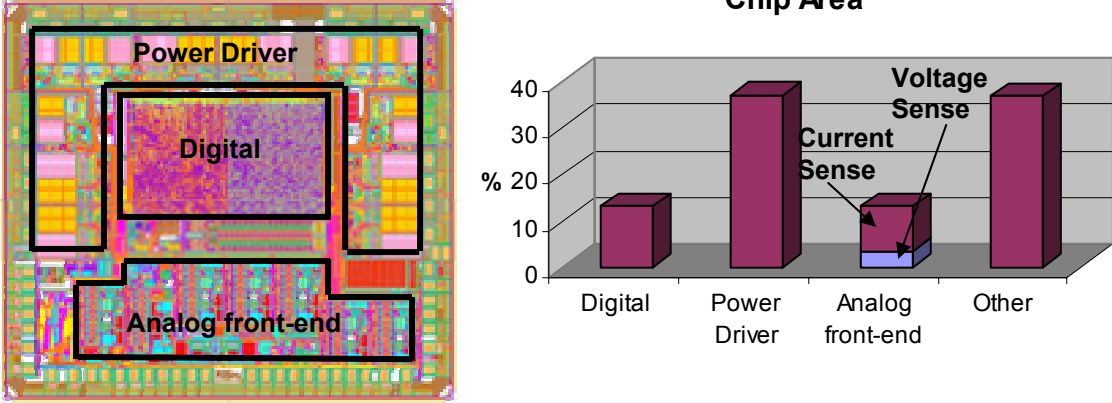 Power Driver
Digital
Analog front-end
Chip Area
Voltage
Sense
Current
Sense
%
40
30
20
10
0
Digital
Power
Driver
Analog
front-end
Other